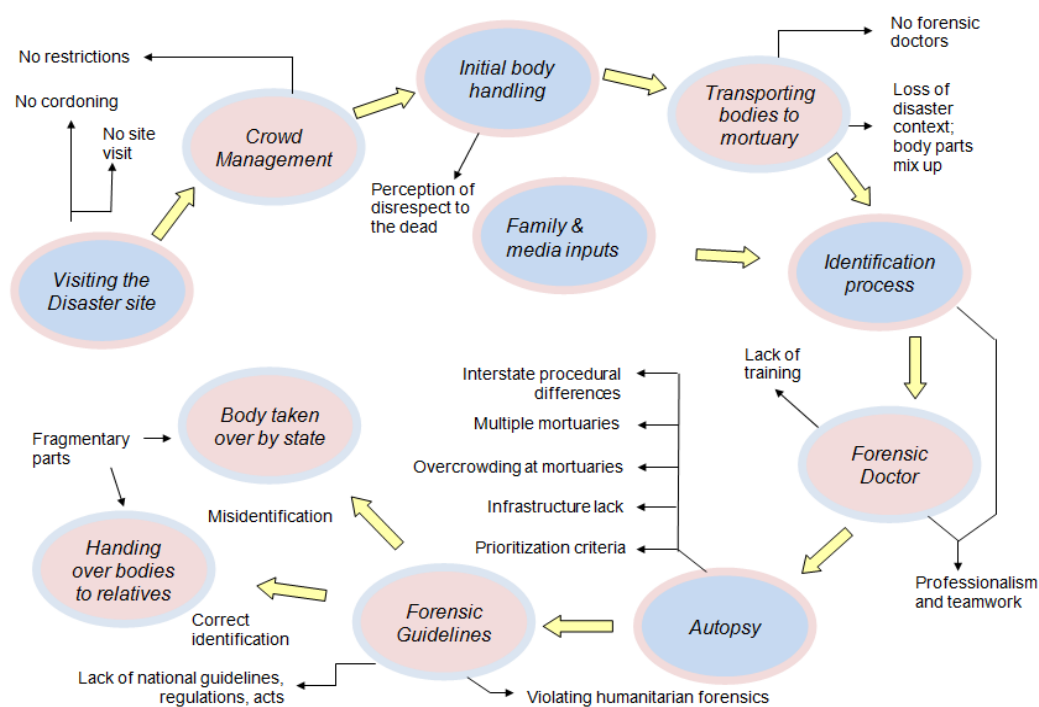 No forensic
doctors
No restrictions
Initial body
handling
Transporting
bodies to
mortuary
Loss of
disaster
context;
body parts
mix up
No cordoning
No site
visit
Crowd
Management
Perception of
disrespect to
the dead
Family &
media inputs
Visiting the
Disaster site
Identification
process
Interstate procedural
differences
Lack of
training
Body taken
over by state
Multiple mortuaries
Fragmentary
parts
Overcrowding at mortuaries
Forensic
Doctor
Infrastructure lack
Misidentification
Prioritization criteria
Handing
over bodies
to relatives
Professionalism
and teamwork
Correct
identification
Forensic
Guidelines
Autopsy
Lack of national guidelines,
regulations, acts
Violating humanitarian forensics